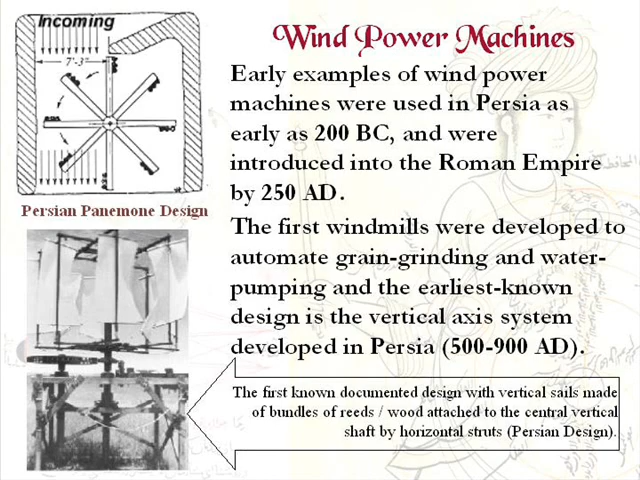 Wind Power Machines
Incoming
7'-3"
Persian Panemone Design
Early examples of wind power
machines were used in Persia as
early as 200 BC, and were
introduced into the Roman Empire
by 250 AD.
The first windmills were developed to
automate grain-grinding and water-
pumping and the earliest-known
design is the vertical axis system
developed in Persia (500-900 AD).
The first known documented design with vertical sails made
of bundles of reeds / wood attached to the central vertical
shaft by horizontal struts (Persian Design).